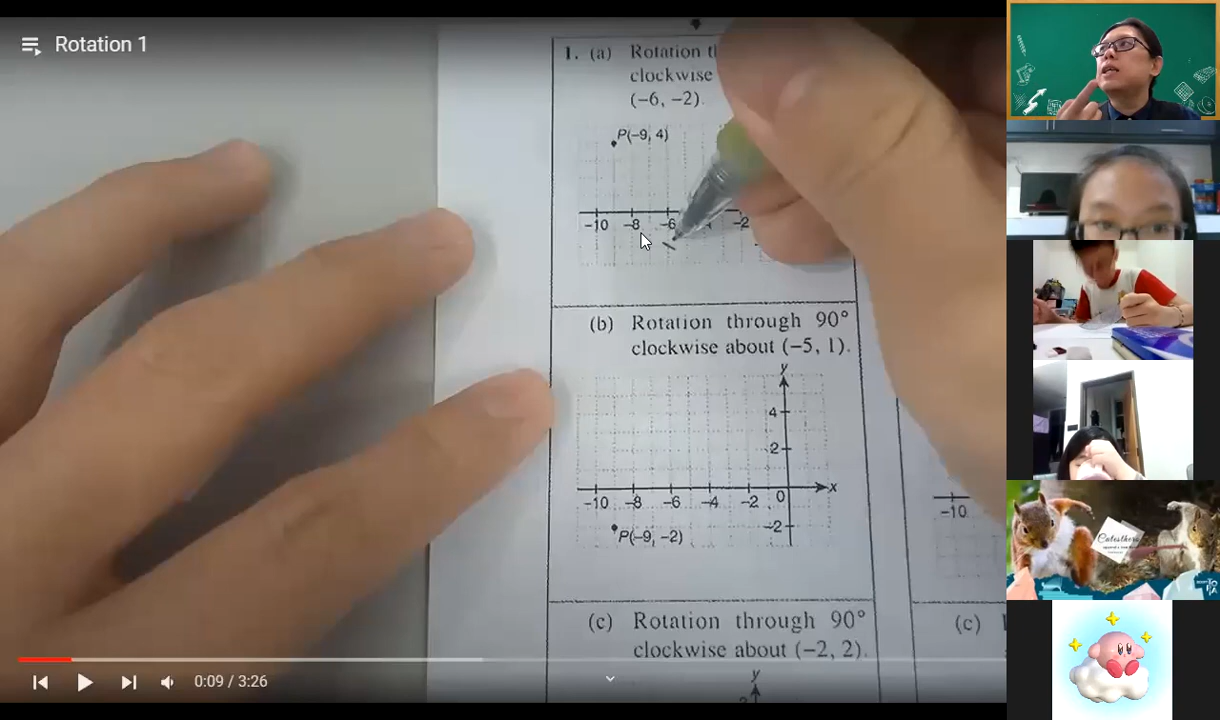 Rotation 1
1. (a) Rotation
clockwise
(−6, −2).
P(−9, 4)
−10 −8 −6 −2
(b) Rotation through 90°
clockwise about (−5, 1).
y
4
2
−10 −8 −6 −4 −2 0 x
−2
P(−9, −2)
(c) Rotation through 90°
clockwise about (−2, 2).
y
−10
(c)
0:09 / 3:26